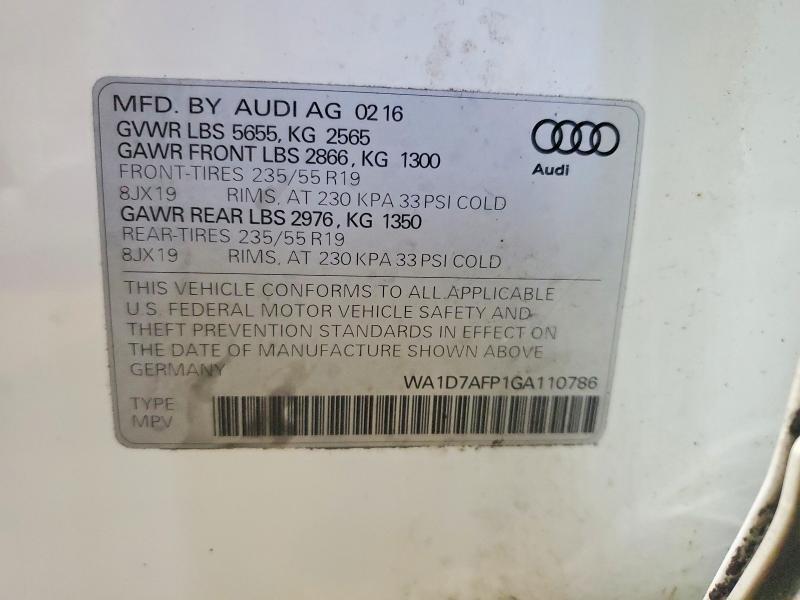 MFD. BY AUDI AG 02 16
GVWR LBS 5655, KG 2565
GAWR FRONT LBS 2866, KG 1300
FRONT-TIRES 235/55 R19
8JX19 RIMS, AT 230 KPA 33 PSI COLD
GAWR REAR LBS 2976, KG 1350
REAR-TIRES 235/55 R19
8JX19 RIMS, AT 230 KPA 33 PSI COLD
Audi
THIS VEHICLE CONFORMS TO ALL APPLICABLE
U.S. FEDERAL MOTOR VEHICLE SAFETY AND
THEFT PREVENTION STANDARDS IN EFFECT ON
THE DATE OF MANUFACTURE SHOWN ABOVE
GERMANY
WA1D7AFP1GA110786
TYPE
MPV